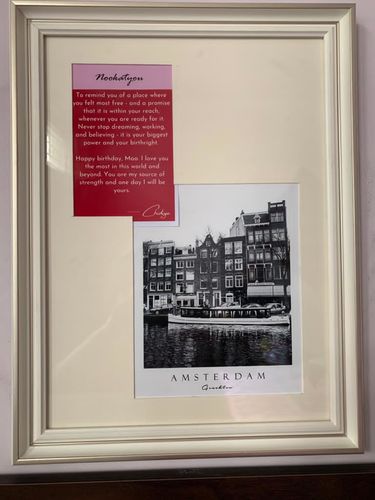 Nookatyou
To remind you of a place where
you felt most free - and a promise
that it is within your reach,
whenever you are ready for it.
Never stop dreaming, working,
and believing - it is your biggest
power and your birthright.
Happy birthday, Moo. I love you
the most in this world and
beyond. You are my source of
strength and one day I will be
yours.
AMSTERDAM